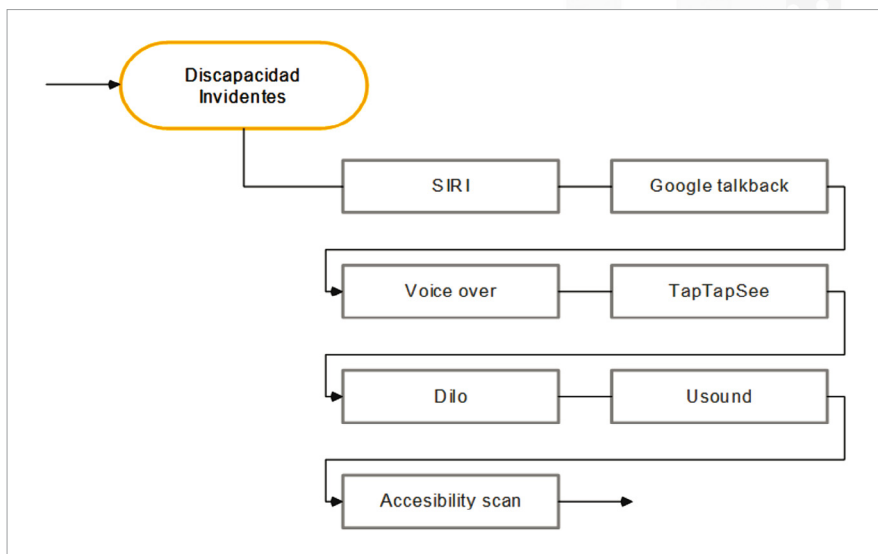 Discapacidad
Invidentes
SIRI
Google talkback
Voice over
TapTapSee
Dilo
Usound
Accesibility scan